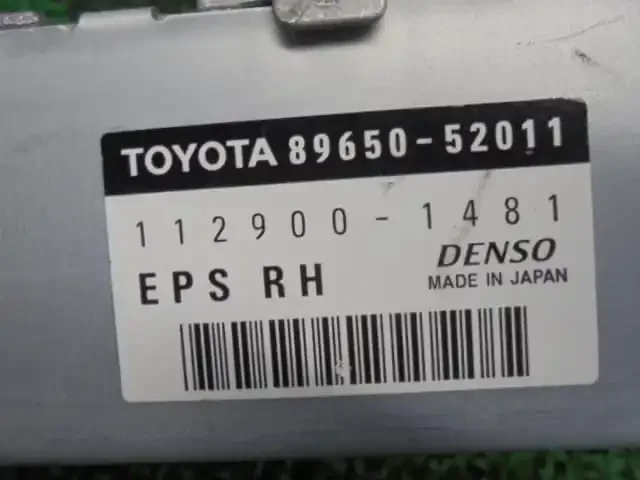 TOYOTA 89650-52011
112900-1481
DENSO
EPS RH
MADE IN JAPAN